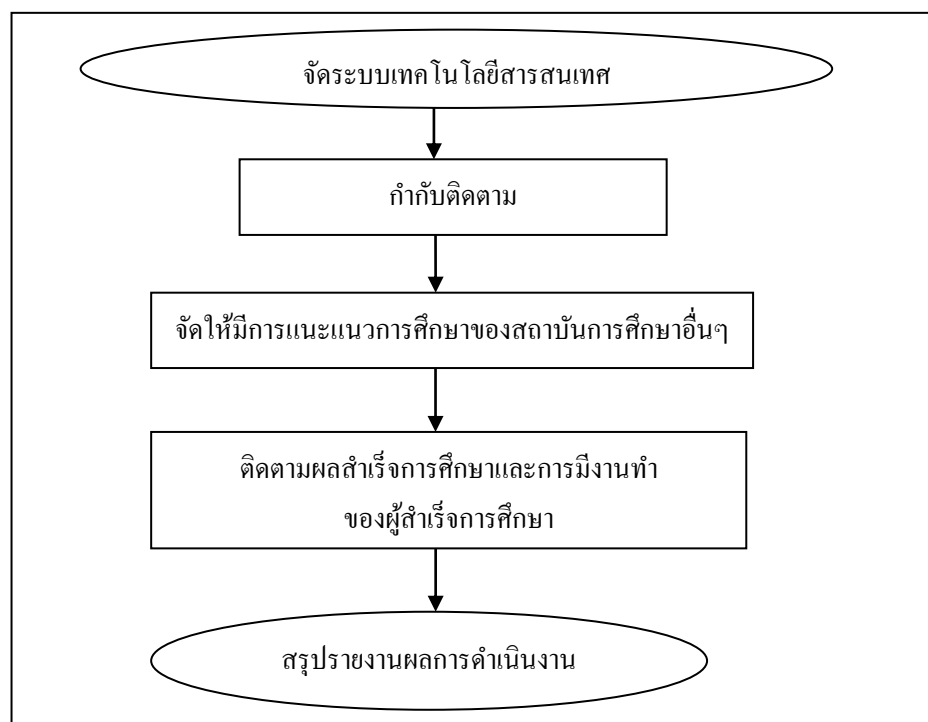 จัดระบบเทคโนโลยีสารสนเทศ
กำกับติดตาม
จัดให้มีการแนะแนวการศึกษาของสถาบันการศึกษาอื่นๆ
ติดตามผลสำเร็จการศึกษาและการมีงานทำ
ของผู้สำเร็จการศึกษา
สรุปรายงานผลการดำเนินงาน